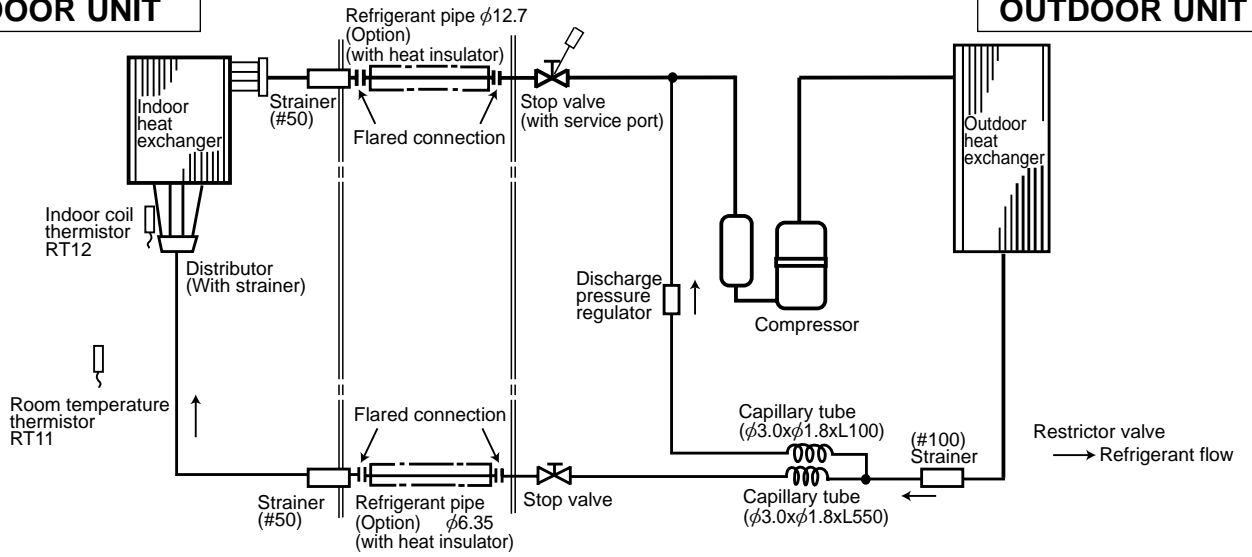 DOOR UNIT
OUTDOOR UNIT
Refrigerant pipe ϕ12.7
(Option)
(with heat insulator)
Indoor
heat
exchanger
Strainer
(#50)
Flared connection
Stop valve
(with service port)
Outdoor
heat
exchanger
Indoor coil
thermistor
RT12
Distributor
(With strainer)
Discharge
pressure
regulator
Compressor
Room temperature
thermistor
RT11
Flared connection
Capillary tube
(ϕ3.0xϕ1.8xL100)
(#100)
Strainer
Restrictor valve
Refrigerant flow
Strainer
(#50)
Refrigerant pipe
(Option) ϕ6.35
(with heat insulator)
Stop valve
Capillary tube
(ϕ3.0xϕ1.8xL550)